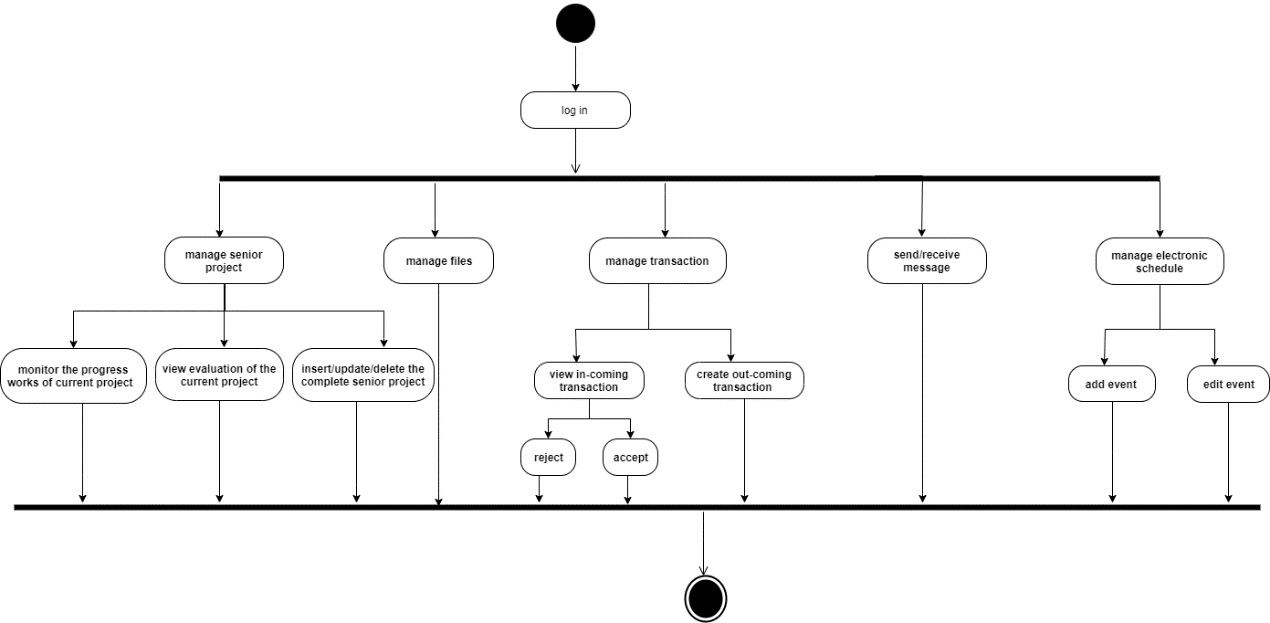 log in
manage senior
project
manage files
manage transaction
send/receive
message
manage electronic
schedule
monitor the progress
works of current project
view evaluation of the
current project
insert/update/delete the
complete senior project
view in-coming
transaction
create out-coming
transaction
add event
edit event
reject
accept